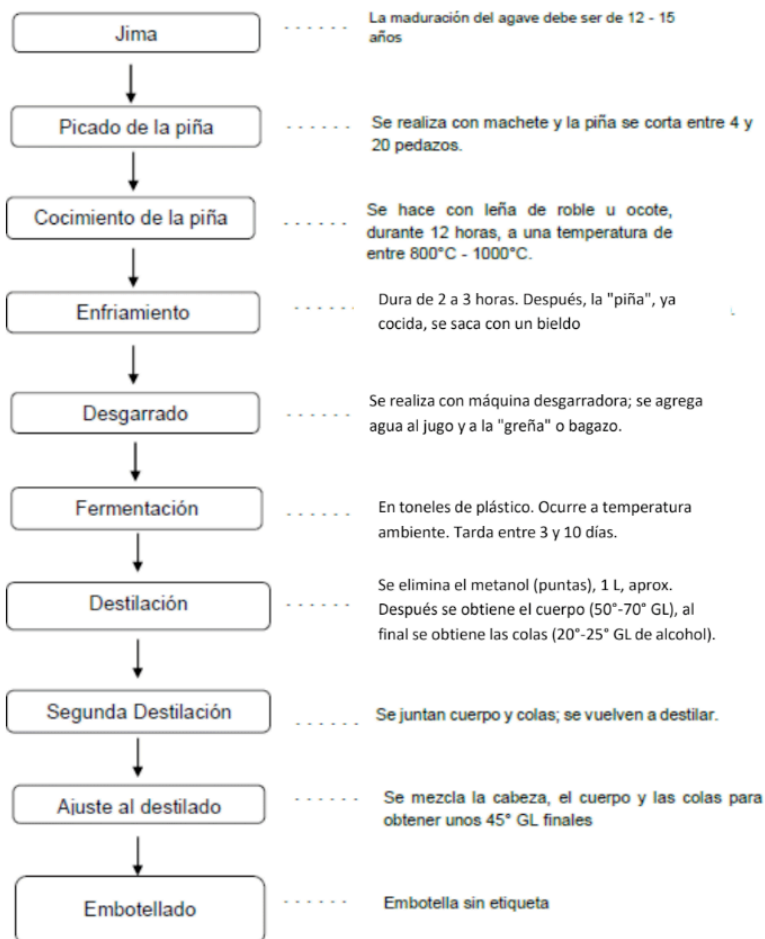 Jima
La maduración del agave debe ser de 12 - 15
años
Picado de la piña
Se realiza con machete y la piña se corta entre 4 y
20 pedazos.
Cocimiento de la piña
Se hace con leña de roble u ocote,
durante 12 horas, a una temperatura de
entre 800°C - 1000°C.
Enfriamiento
Dura de 2 a 3 horas. Después, la "piña", ya
cocida, se saca con un bieldo
Desgarrado
Se realiza con máquina desgarradora; se agrega
agua al jugo y a la "greña" o bagazo.
Fermentación
En toneles de plástico. Ocurre a temperatura
ambiente. Tarda entre 3 y 10 días.
Destilación
Se elimina el metanol (puntas), 1 L, aprox.
Después se obtiene el cuerpo (50°-70° GL), al
final se obtiene las colas (20°-25° GL de alcohol).
Segunda Destilación
Se juntan cuerpo y colas; se vuelven a destilar.
Ajuste al destilado
Se mezcla la cabeza, el cuerpo y las colas para
obtener unos 45° GL finales
Embotellado
Embotella sin etiqueta